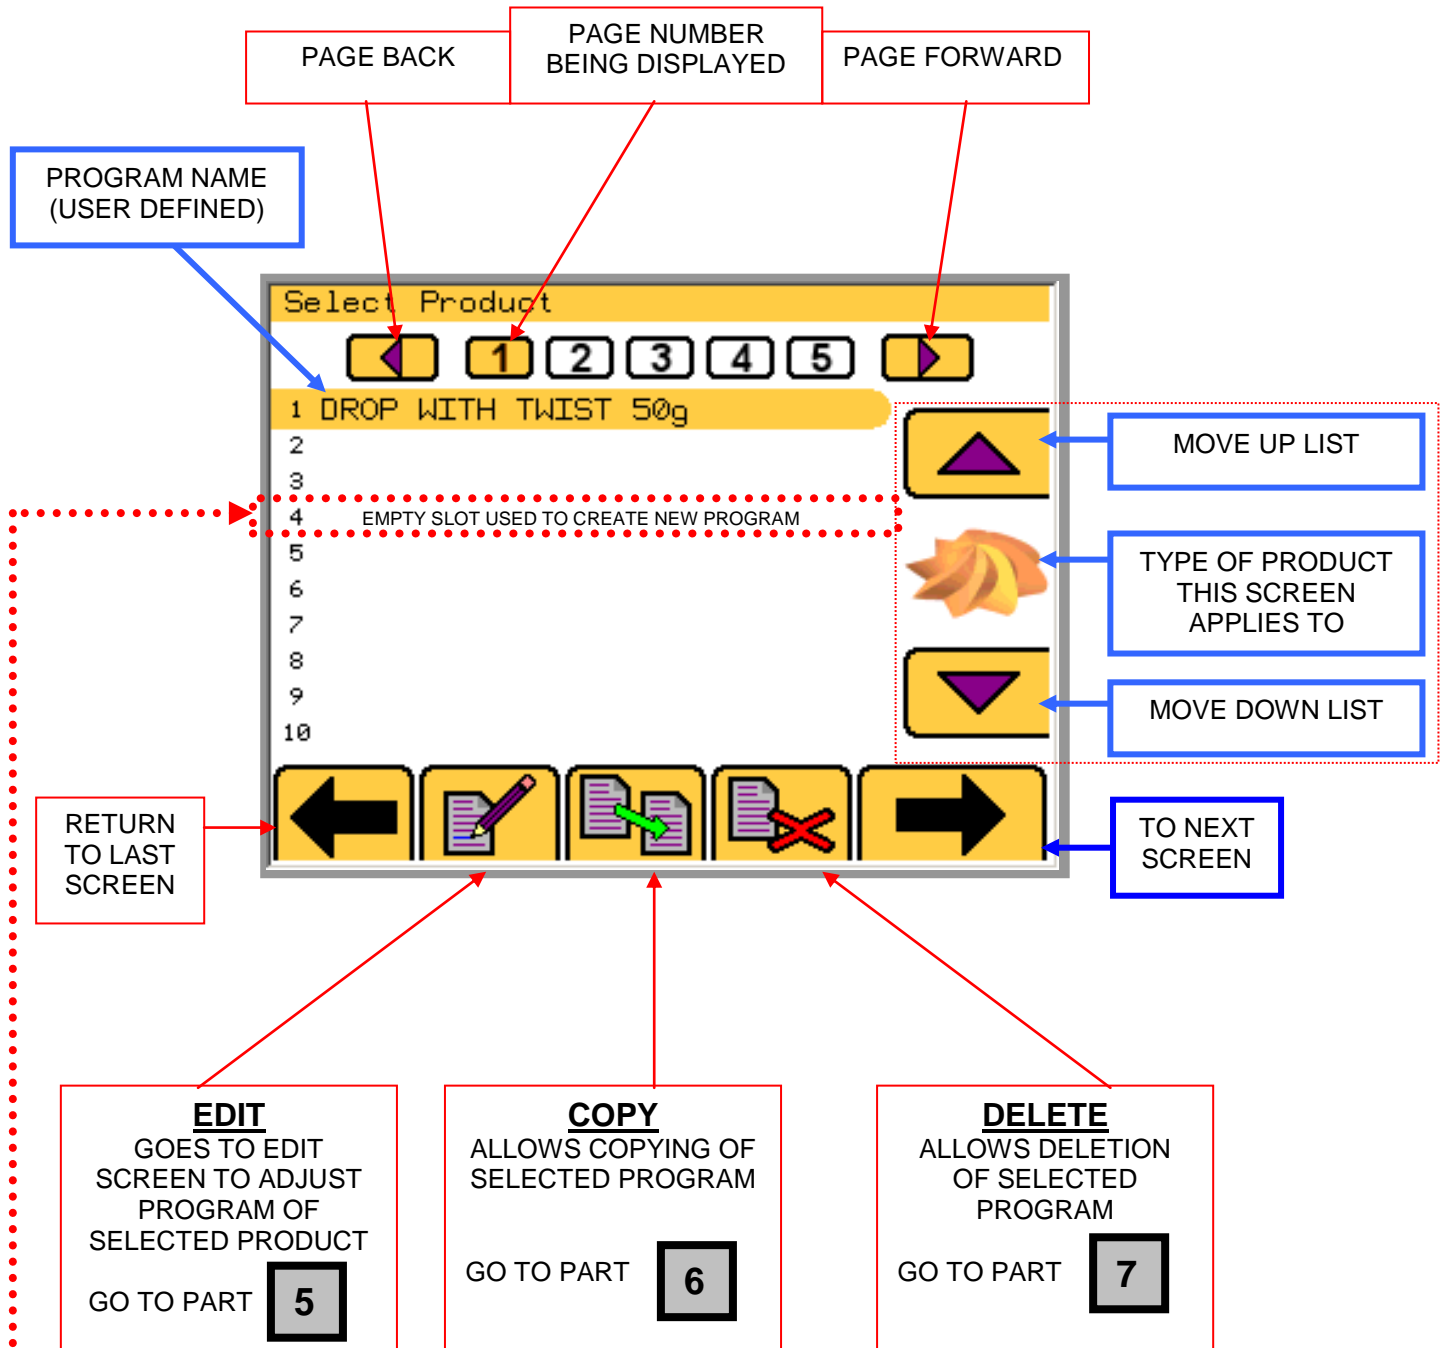 PAGE BACK
PAGE NUMBER
BEING DISPLAYED
PAGE FORWARD
PROGRAM NAME
(USER DEFINED)
Select Product
1 2 3 4 5
1 DROP WITH TWIST 50g
2
3
4 EMPTY SLOT USED TO CREATE NEW PROGRAM
5
6
7
8
9
10
MOVE UP LIST
TYPE OF PRODUCT
THIS SCREEN
APPLIES TO
MOVE DOWN LIST
RETURN
TO LAST
SCREEN
TO NEXT
SCREEN
EDIT
GOES TO EDIT
SCREEN TO ADJUST
PROGRAM OF
SELECTED PRODUCT
GO TO PART 5
COPY
ALLOWS COPYING OF
SELECTED PROGRAM
GO TO PART 6
DELETE
ALLOWS DELETION
OF SELECTED
PROGRAM
GO TO PART 7